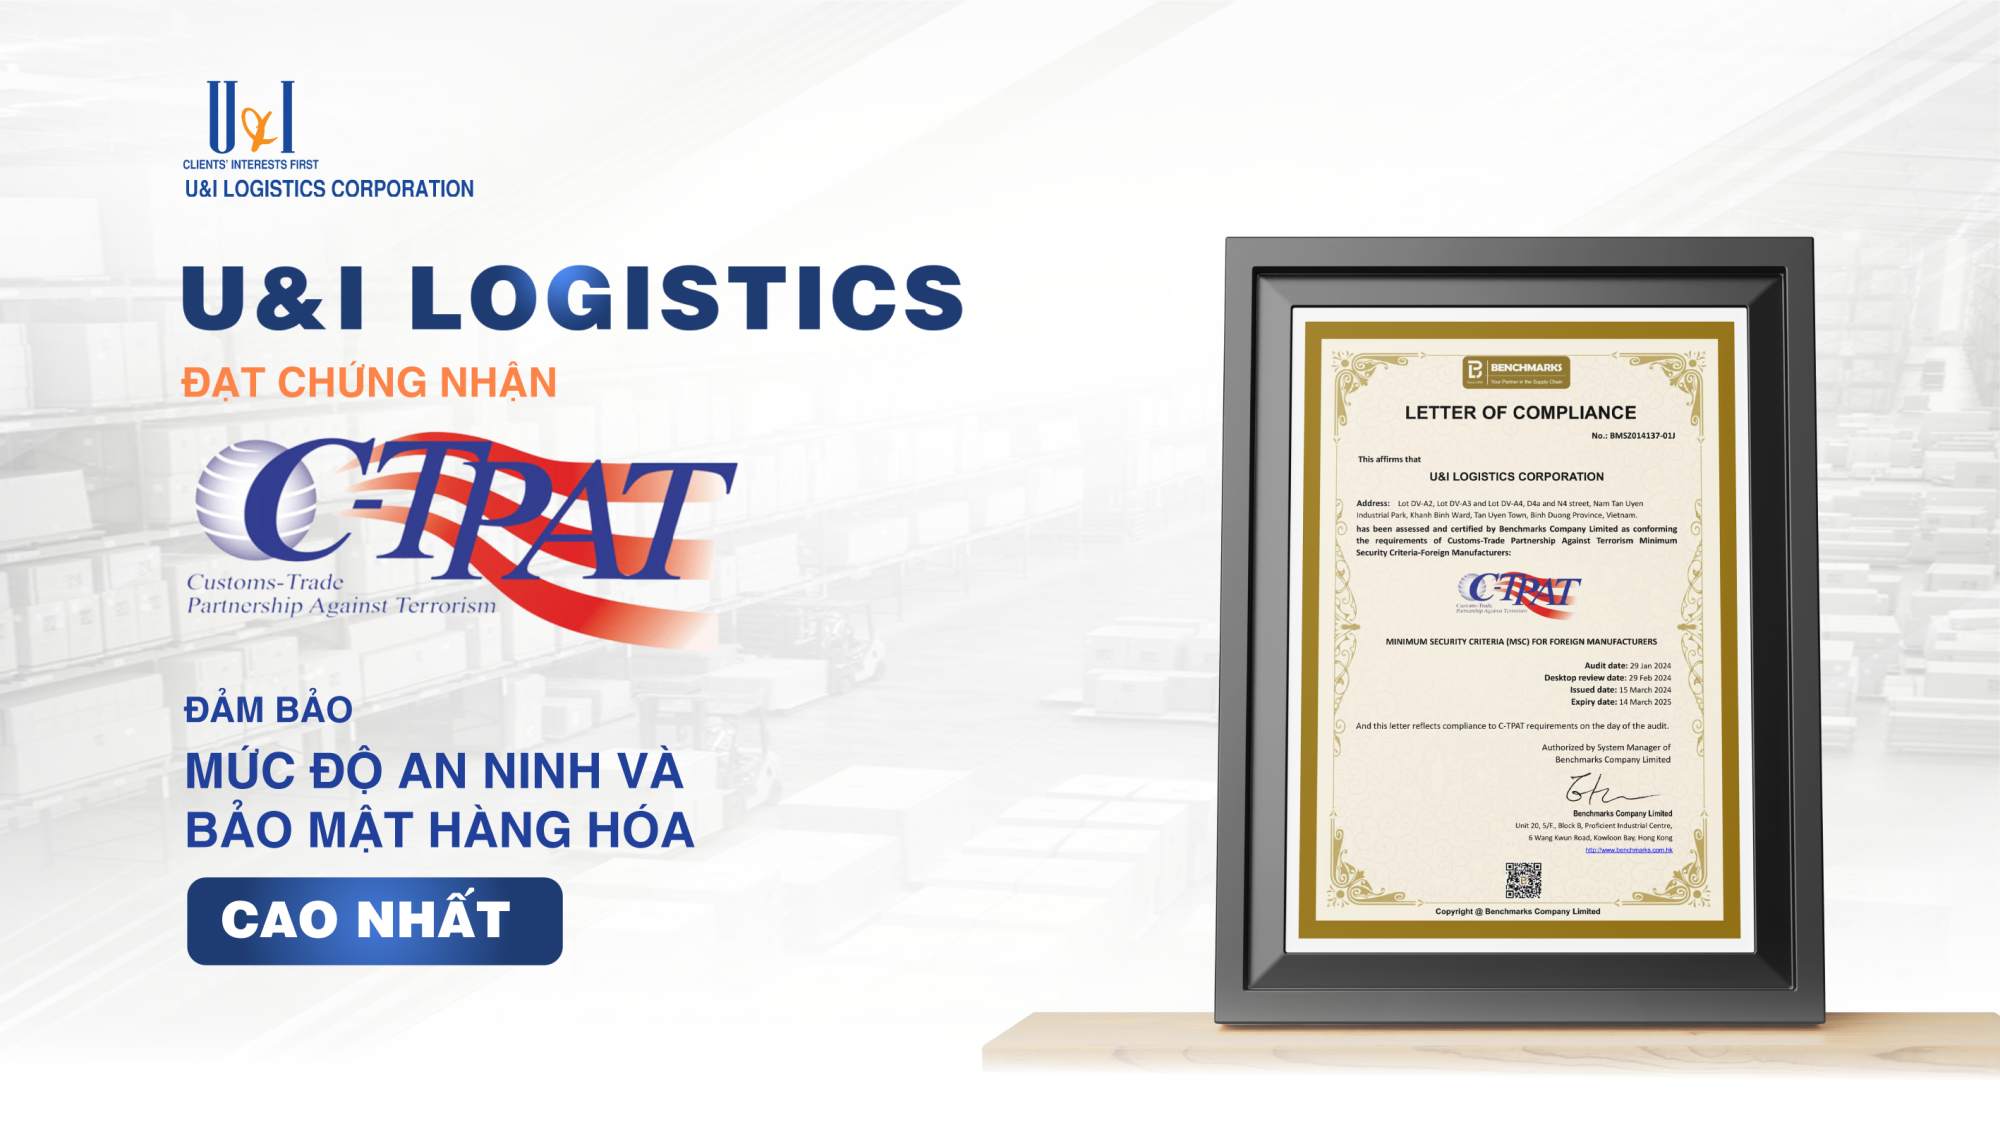 U&I
CLIENTS' INTERESTS FIRST
U&I LOGISTICS CORPORATION
U&I LOGISTICS
ĐẠT CHỨNG NHẬN
C-TPAT
Customs-Trade
Partnership Against Terrorism
ĐẢM BẢO
MỨC ĐỘ AN NINH VÀ
BẢO MẬT HÀNG HÓA
CAO NHẤT
BENCHMARKS
Your Partner in the Supply Chain
LETTER OF COMPLIANCE
No.: BMSZ014137-01J
This affirms that
U&I LOGISTICS CORPORATION
Address: Lot DV-A2, Lot DV-A3 and Lot DV-A4, D4a and N4 street, Nam Tan Uyen
Industrial Park, Khanh Binh Ward, Tan Uyen Town, Binh Duong Province, Vietnam.
has been assessed and certified by Benchmarks Company Limited as conforming
the requirements of Customs-Trade Partnership Against Terrorism Minimum
Security Criteria-Foreign Manufacturers:
C-TPAT
Customs-Trade
Partnership Against Terrorism
MINIMUM SECURITY CRITERIA (MSC) FOR FOREIGN MANUFACTURERS
Audit date: 29 Jan 2024
Desktop review date: 29 Feb 2024
Issued date: 15 March 2024
Expiry date: 14 March 2025
And this letter reflects compliance to C-TPAT requirements on the day of the audit.
Authorized by System Manager of
Benchmarks Company Limited
Benchmarks Company Limited
Unit 20, 5/F., Block B, Proficient Industrial Centre,
6 Wang Kwun Road, Kowloon Bay, Hong Kong
http://www.benchmarks.com.hk
Copyright @ Benchmarks Company Limited